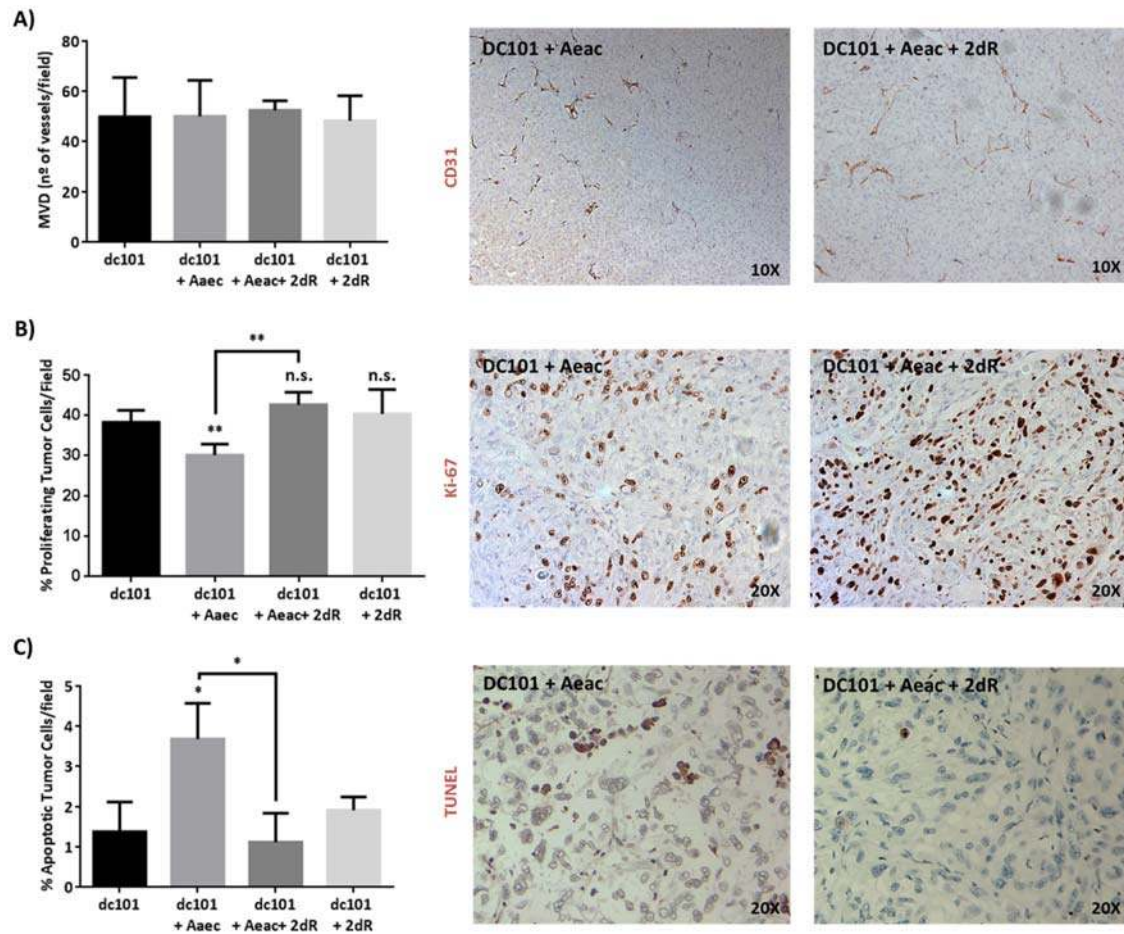 A)
MVD (nº of vessels/field)
80
60
40
20
0
dc101
dc101
+ Aaec
dc101
+ Aeac+ 2dR
dc101
+ 2dR
CD31
DC101 + Aeac
10X
DC101 + Aeac + 2dR
10X
B)
% Proliferating Tumor Cells/Field
50
40
30
20
10
0
**
**
n.s.
n.s.
dc101
dc101
+ Aaec
dc101
+ Aeac+ 2dR
dc101
+ 2dR
Ki-67
DC101 + Aeac
20X
DC101 + Aeac + 2dR
20X
C)
% Apoptotic Tumor Cells/field
5
4
3
2
1
0
*
*
dc101
dc101
+ Aaec
dc101
+ Aeac+ 2dR
dc101
+ 2dR
TUNEL
DC101 + Aeac
20X
DC101 + Aeac + 2dR
20X